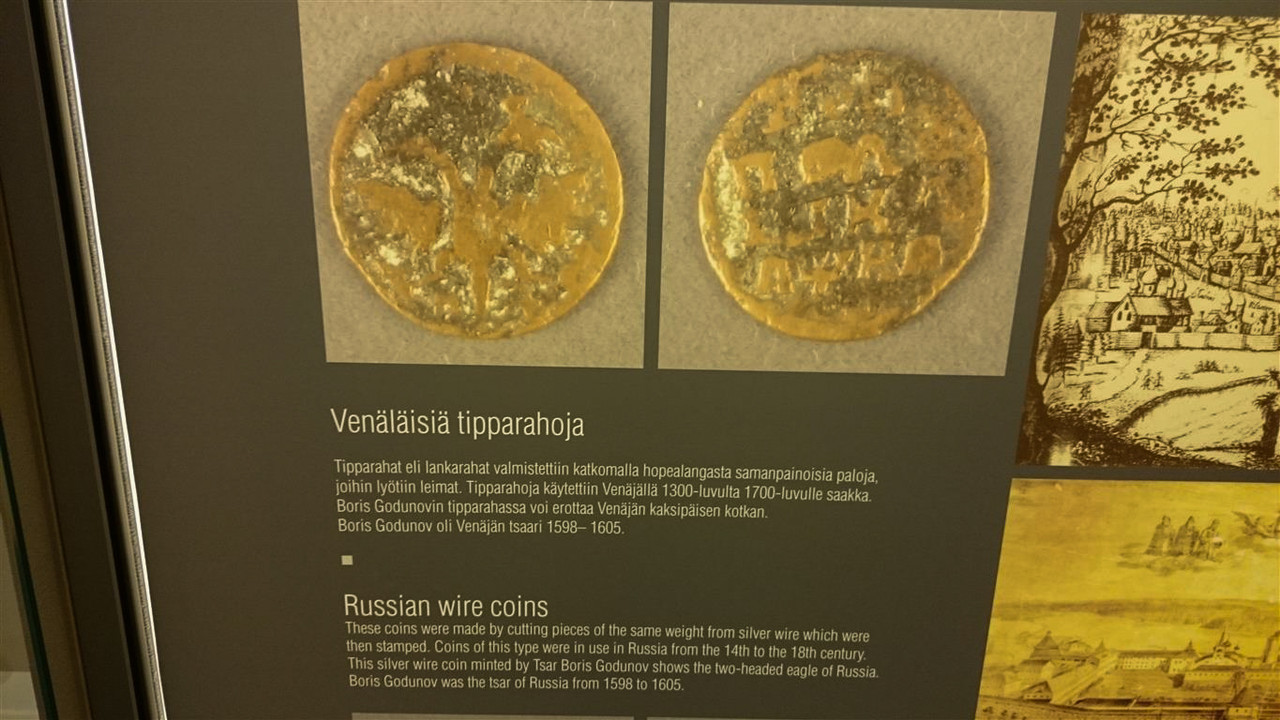 Venäläisiä tipparahoja
Tipparahat eli lankarahat valmistettiin katkomalla hopealangasta samanpainoisia paloja,
joihin lyötiin leimat. Tipparahoja käytettiin Venäjällä 1300-luvulta 1700-luvulle saakka.
Boris Godunovin tipparahassa voi erottaa Venäjän kaksipäisen kotkan.
Boris Godunov oli Venäjän tsaari 1598– 1605.
Russian wire coins
These coins were made by cutting pieces of the same weight from silver wire which were
then stamped. Coins of this type were in use in Russia from the 14th to the 18th century.
This silver wire coin minted by Tsar Boris Godunov shows the two-headed eagle of Russia.
Boris Godunov was the tsar of Russia from 1598 to 1605.